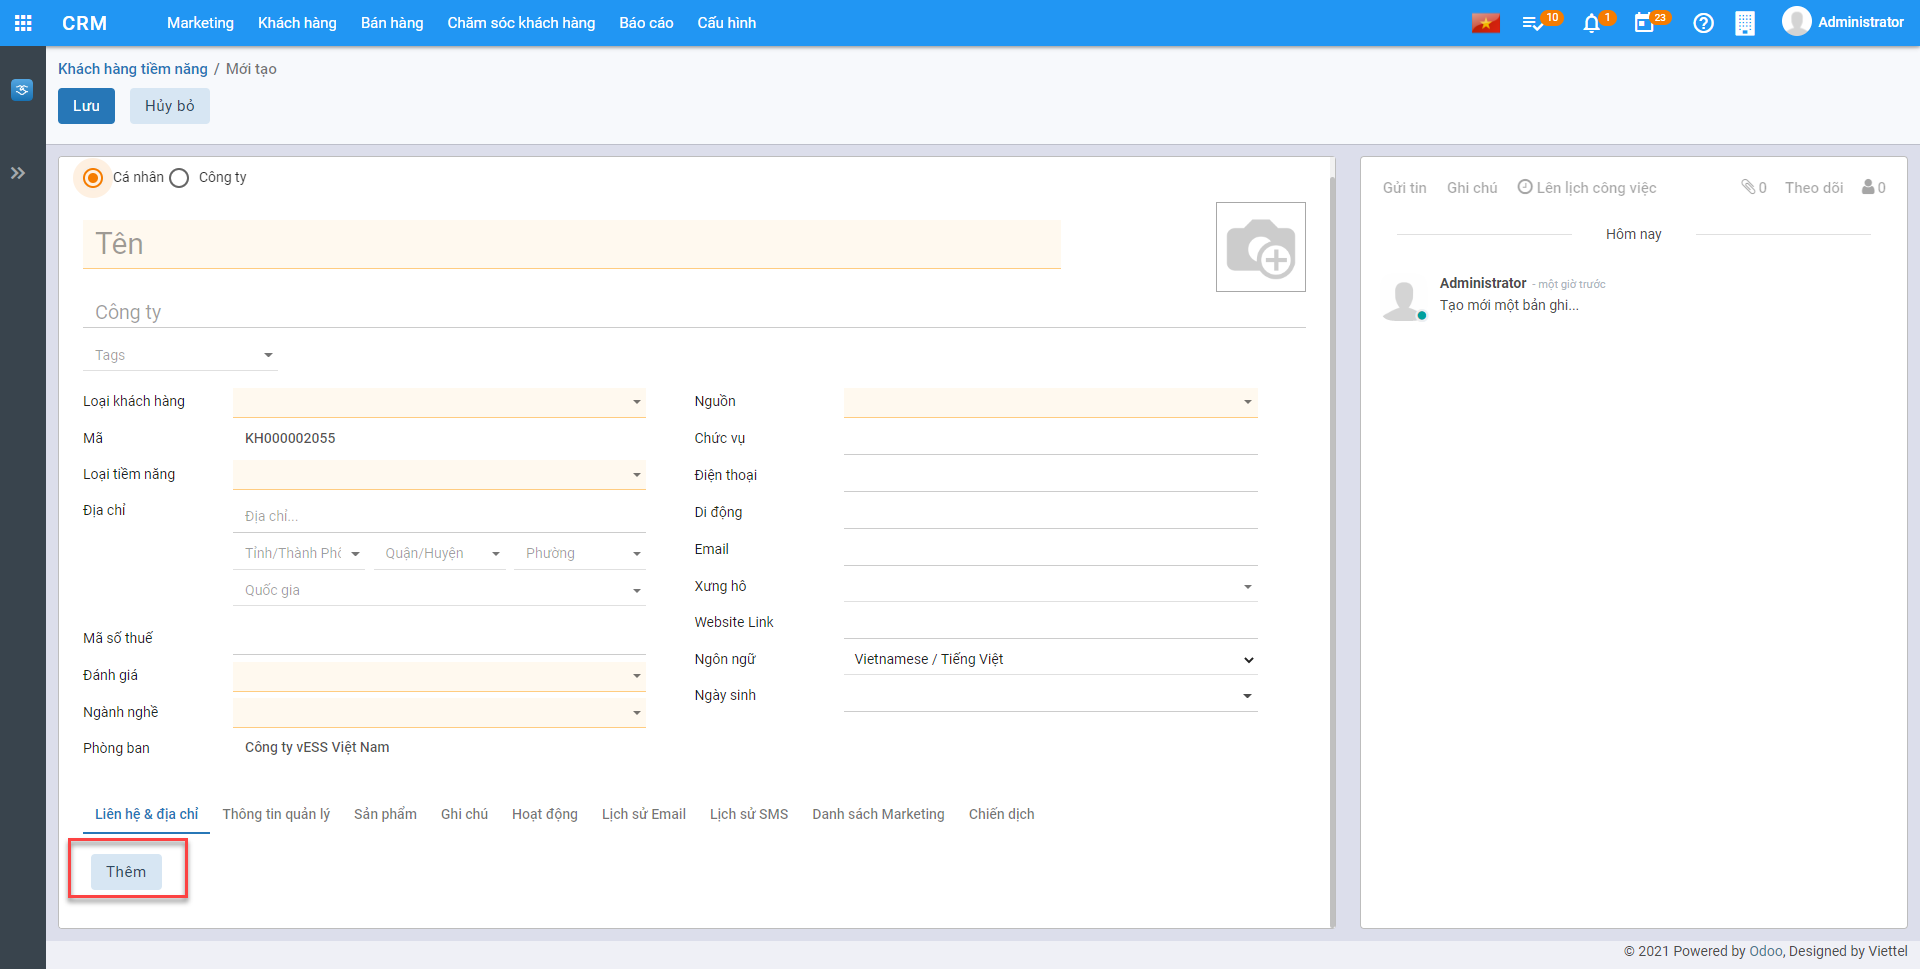 CRM Marketing Khách hàng Bán hàng Chăm sóc khách hàng Báo cáo Cấu hình 10 1 23 Administrator
Khách hàng tiềm năng / Mới tạo
Lưu Hủy bỏ
Cá nhân Công ty
Tên
Công ty
Tags
Loại khách hàng
Mã KH000002055
Loại tiềm năng
Địa chỉ Địa chỉ...
Tỉnh/Thành Phố Quận/Huyện Phường
Quốc gia
Mã số thuế
Đánh giá
Ngành nghề
Phòng ban Công ty vESS Việt Nam
Nguồn
Chức vụ
Điện thoại
Di động
Email
Xưng hô
Website Link
Ngôn ngữ Vietnamese / Tiếng Việt
Ngày sinh
Liên hệ & địa chỉ Thông tin quản lý Sản phẩm Ghi chú Hoạt động Lịch sử Email Lịch sử SMS Danh sách Marketing Chiến dịch
Thêm
Gửi tin Ghi chú Lên lịch công việc 0 Theo dõi 0
Hôm nay
Administrator - một giờ trước
Tạo mới một bản ghi...
© 2021 Powered by Odoo, Designed by Viettel